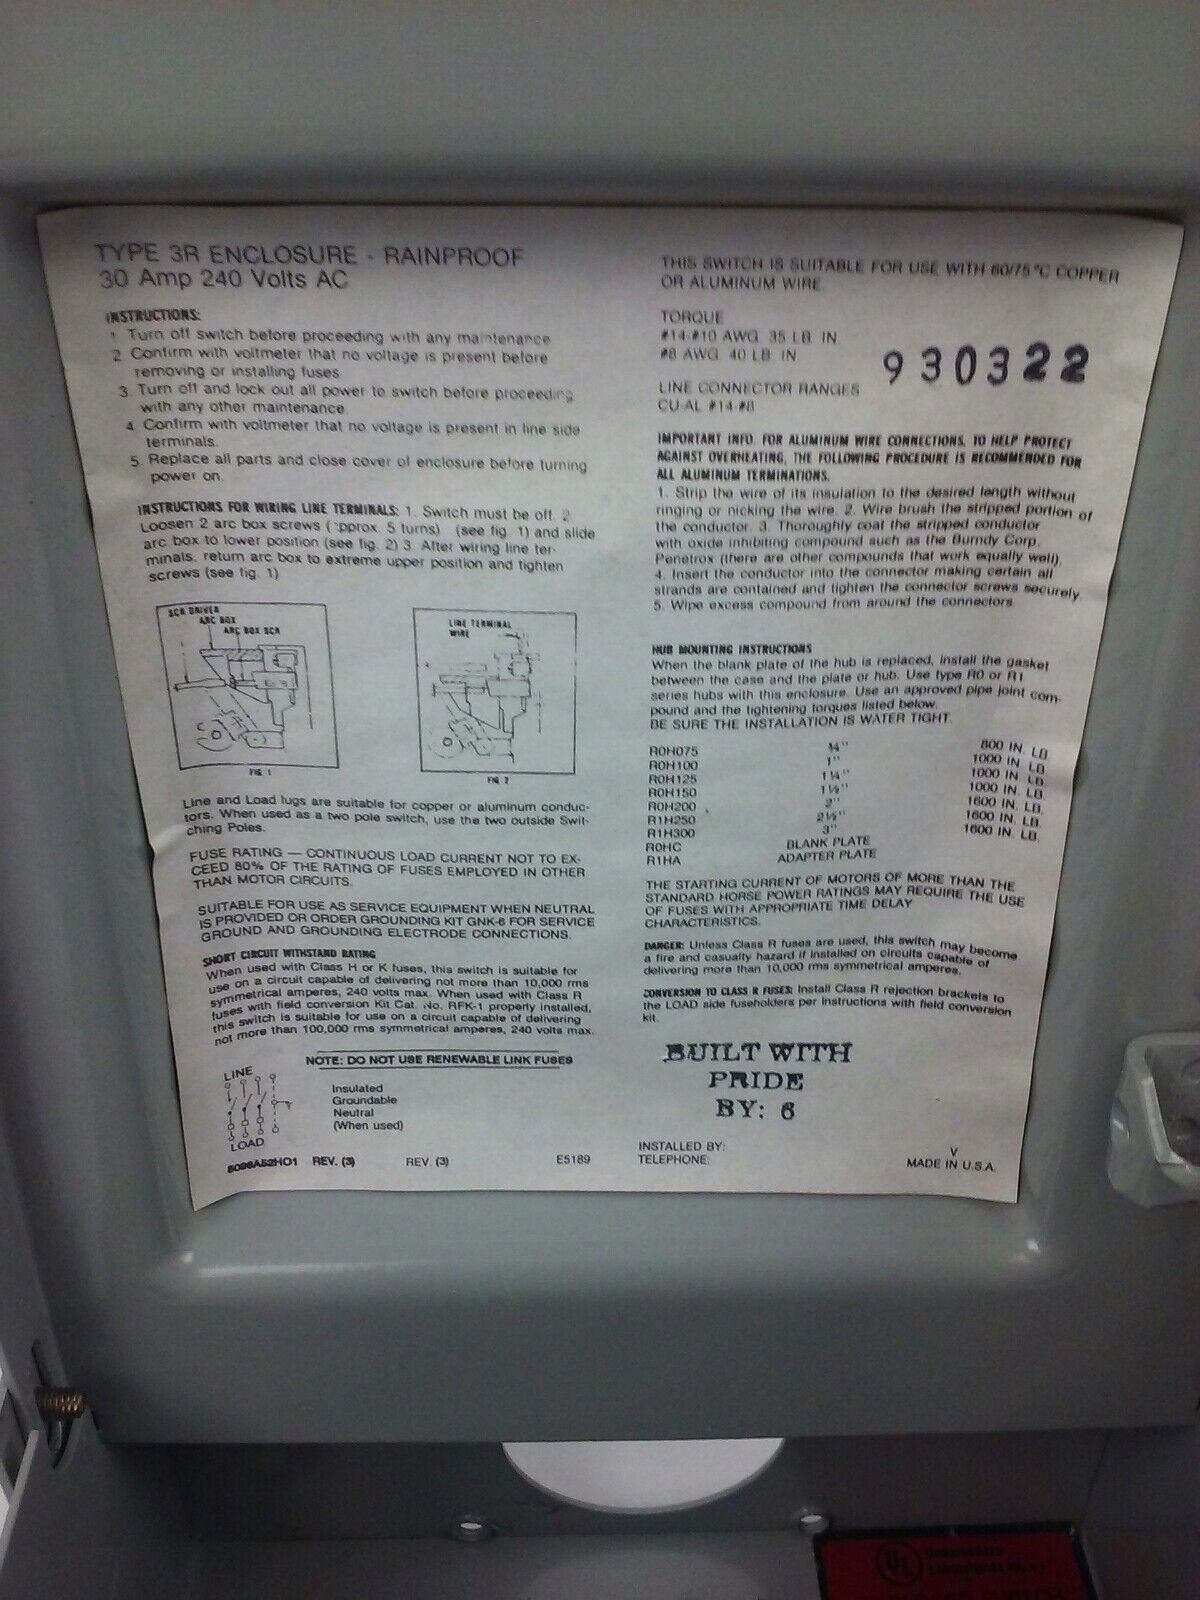 TYPE 3R ENCLOSURE - RAINPROOF
30 Amp 240 Volts AC
INSTRUCTIONS:
1 Turn off switch before proceeding with any maintenance
2 Confirm with voltmeter that no voltage is present before
removing or installing fuses
3. Turn off and lock out all power to switch before proceeding
with any other maintenance
4 Confirm with voltmeter that no voltage is present in line side
terminals.
5 Replace all parts and close cover of enclosure before turning
power on.
INSTRUCTIONS FOR WIRING LINE TERMINALS: 1. Switch must be off. 2.
Loosen 2 arc box screws (approx. 5 turns) (see fig. 1) and slide
arc box to lower position (see fig. 2) 3. After wiring line ter-
minals, return arc box to extreme upper position and tighten
screws (see fig. 1)
SCR DRIVER
ARC BOX
ARC BOX SCR
FIG 1
LINE TERMINAL
WIRE
FIG 2
Line and Load lugs are suitable for copper or aluminum conduc-
tors. When used as a two pole switch, use the two outside Swit-
ching Poles.
FUSE RATING — CONTINUOUS LOAD CURRENT NOT TO EX-
CEED 80% OF THE RATING OF FUSES EMPLOYED IN OTHER
THAN MOTOR CIRCUITS.
SUITABLE FOR USE AS SERVICE EQUIPMENT WHEN NEUTRAL
IS PROVIDED OR ORDER GROUNDING KIT GNK-6 FOR SERVICE
GROUND AND GROUNDING ELECTRODE CONNECTIONS.
SHORT CIRCUIT WITHSTAND RATING
When used with Class H or K fuses, this switch is suitable for
use on a circuit capable of delivering not more than 10,000 rms
symmetrical amperes, 240 volts max. When used with Class R
fuses with field conversion Kit Cat. No. RFK-1 properly installed,
this switch is suitable for use on a circuit capable of delivering
not more than 100,000 rms symmetrical amperes, 240 volts max.
NOTE: DO NOT USE RENEWABLE LINK FUSES
LINE
LOAD
Insulated
Groundable
Neutral
(When used)
5098A52HO1 REV. (3) REV. (3) E5189
THIS SWITCH IS SUITABLE FOR USE WITH 60/75°C COPPER
OR ALUMINUM WIRE
TORQUE
#14-#10 AWG 35 LB. IN.
#8 AWG 40 LB. IN
930322
LINE CONNECTOR RANGES
CU-AL #14-#8
IMPORTANT INFO. FOR ALUMINUM WIRE CONNECTIONS. TO HELP PROTECT
AGAINST OVERHEATING, THE FOLLOWING PROCEDURE IS RECOMMENDED FOR
ALL ALUMINUM TERMINATIONS.
1. Strip the wire of its insulation to the desired length without
ringing or nicking the wire. 2. Wire brush the stripped portion of
the conductor. 3. Thoroughly coat the stripped conductor
with oxide inhibiting compound such as the Burndy Corp.
Penetrox (there are other compounds that work equally well).
4. Insert the conductor into the connector making certain all
strands are contained and tighten the connector screws securely.
5. Wipe excess compound from around the connectors.
HUB MOUNTING INSTRUCTIONS
When the blank plate of the hub is replaced, install the gasket
between the case and the plate or hub. Use type R0 or R1
series hubs with this enclosure. Use an approved pipe joint com-
pound and the tightening torques listed below.
BE SURE THE INSTALLATION IS WATER TIGHT.
R0H075 ¾" 800 IN. LB.
R0H100 1" 1000 IN. LB.
R0H125 1¼" 1000 IN. LB.
R0H150 1½" 1000 IN. LB.
R0H200 2" 1600 IN. LB.
R1H250 2½" 1600 IN. LB.
R1H300 3" 1600 IN. LB.
R0HC BLANK PLATE
R1HA ADAPTER PLATE
THE STARTING CURRENT OF MOTORS OF MORE THAN THE
STANDARD HORSE POWER RATINGS MAY REQUIRE THE USE
OF FUSES WITH APPROPRIATE TIME DELAY
CHARACTERISTICS.
DANGER: Unless Class R fuses are used, this switch may become
a fire and casualty hazard if installed on circuits capable of
delivering more than 10,000 rms symmetrical amperes.
CONVERSION TO CLASS R FUSES: Install Class R rejection brackets to
the LOAD side fuseholders per instructions with field conversion
kit.
BUILT WITH
PRIDE
BY: 6
INSTALLED BY:
TELEPHONE:
V
MADE IN U.S.A.
UL